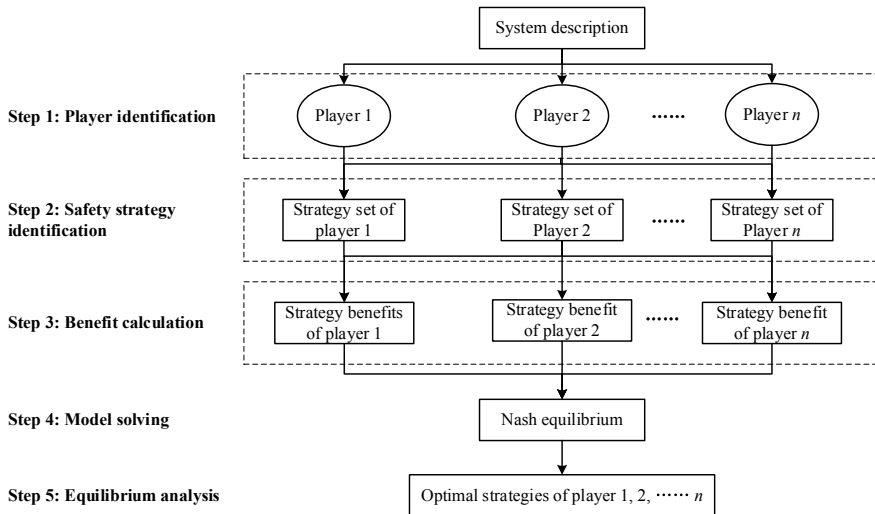 System description
Step 1: Player identification
Player 1
Player 2
······
Player n
Step 2: Safety strategy
identification
Strategy set of
player 1
Strategy set of
Player 2
······
Strategy set of
Player n
Step 3: Benefit calculation
Strategy benefits
of player 1
Strategy benefit
of player 2
······
Strategy benefit
of player n
Step 4: Model solving
Nash equilibrium
Step 5: Equilibrium analysis
Optimal strategies of player 1, 2, ······ n